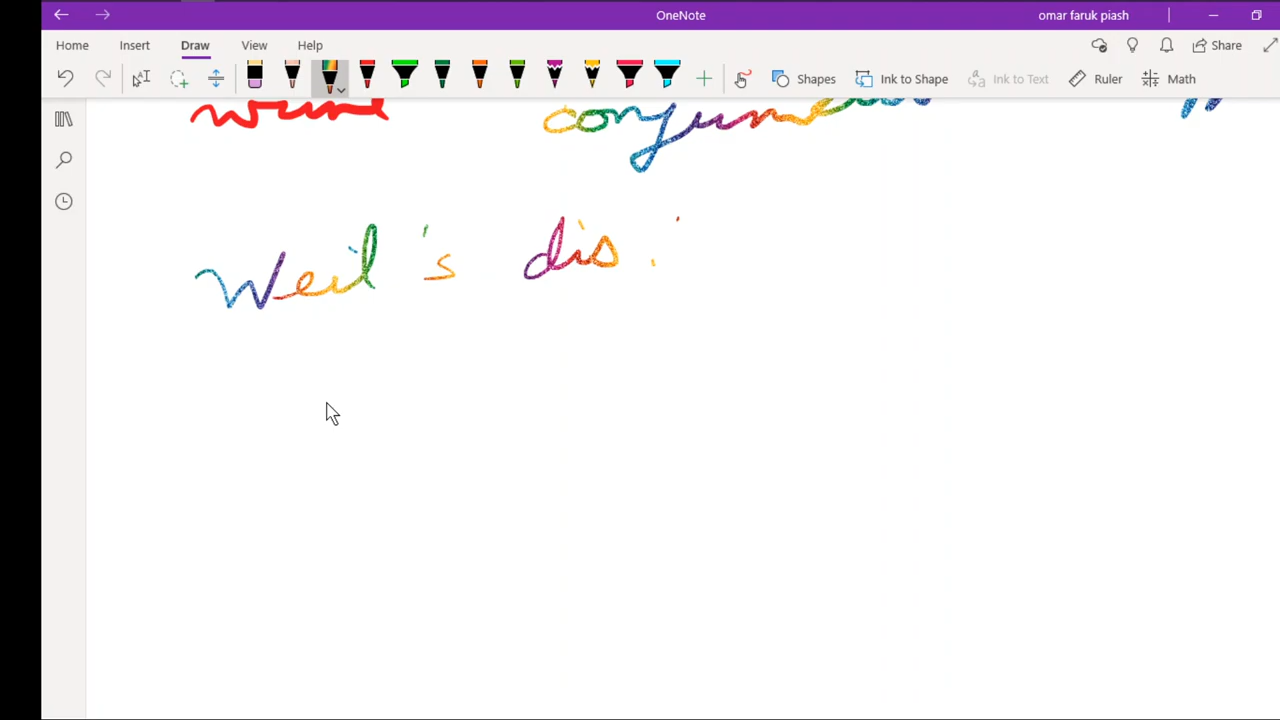 OneNote
omar faruk piash
Home Insert Draw View Help
Share
Shapes Ink to Shape Ink to Text Ruler Math
Weil's dis :